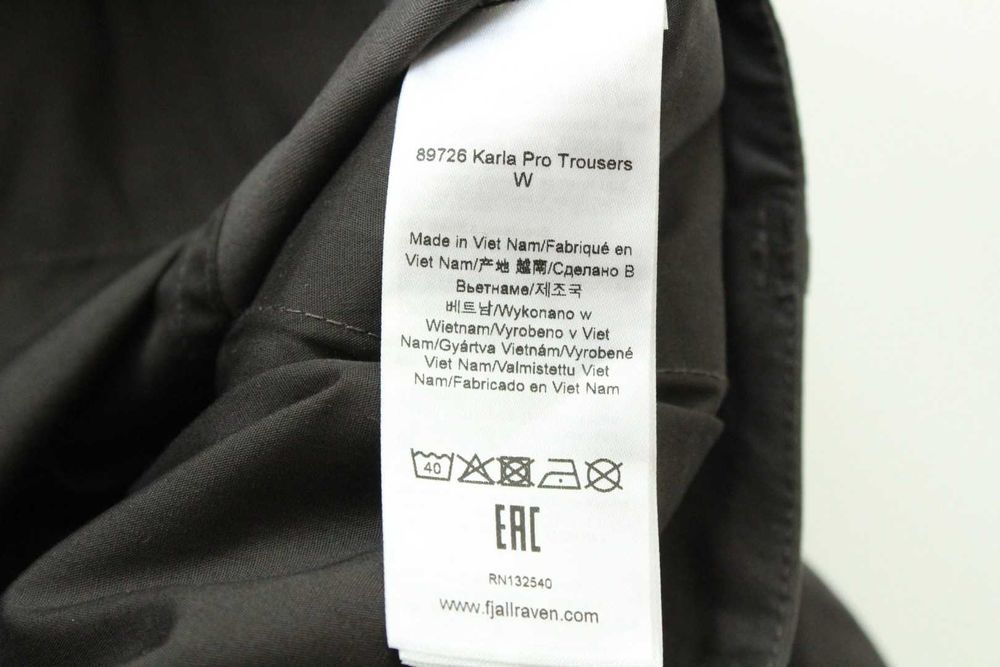 89726 Karla Pro Trousers
W
Made in Viet Nam/Fabriqué en
Viet Nam/产地 越南/Сделано В
Вьетнаме/제조국
베트남/Wykonano w
Wietnam/Vyrobeno v Viet
Nam/Gyártva Vietnám/Vyrobené
Viet Nam/Valmistettu Viet
Nam/Fabricado en Viet Nam
40
EAC
RN132540
www.fjallraven.com